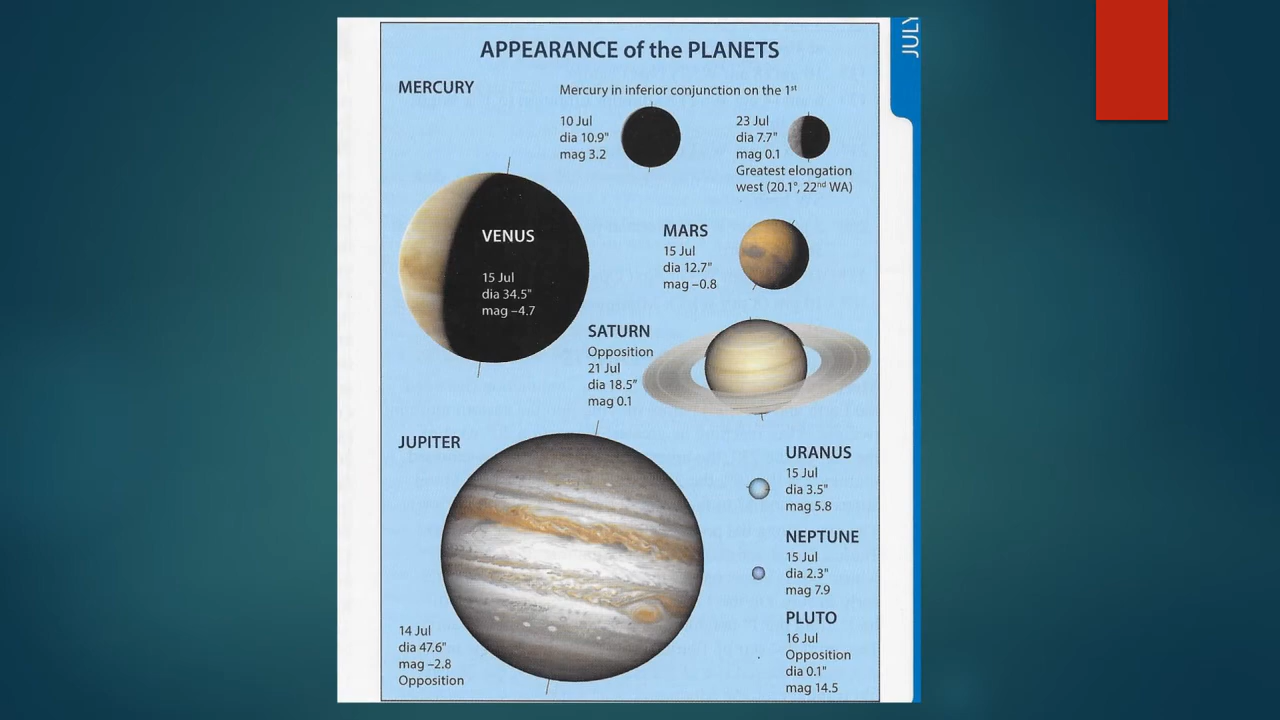 JULY
APPEARANCE of the PLANETS
MERCURY
Mercury in inferior conjunction on the 1st
10 Jul
dia 10.9"
mag 3.2
23 Jul
dia 7.7"
mag 0.1
Greatest elongation
west (20.1°, 22nd WA)
VENUS
15 Jul
dia 34.5"
mag –4.7
MARS
15 Jul
dia 12.7"
mag –0.8
SATURN
Opposition
21 Jul
dia 18.5"
mag 0.1
JUPITER
14 Jul
dia 47.6"
mag –2.8
Opposition
URANUS
15 Jul
dia 3.5"
mag 5.8
NEPTUNE
15 Jul
dia 2.3"
mag 7.9
PLUTO
16 Jul
Opposition
dia 0.1"
mag 14.5